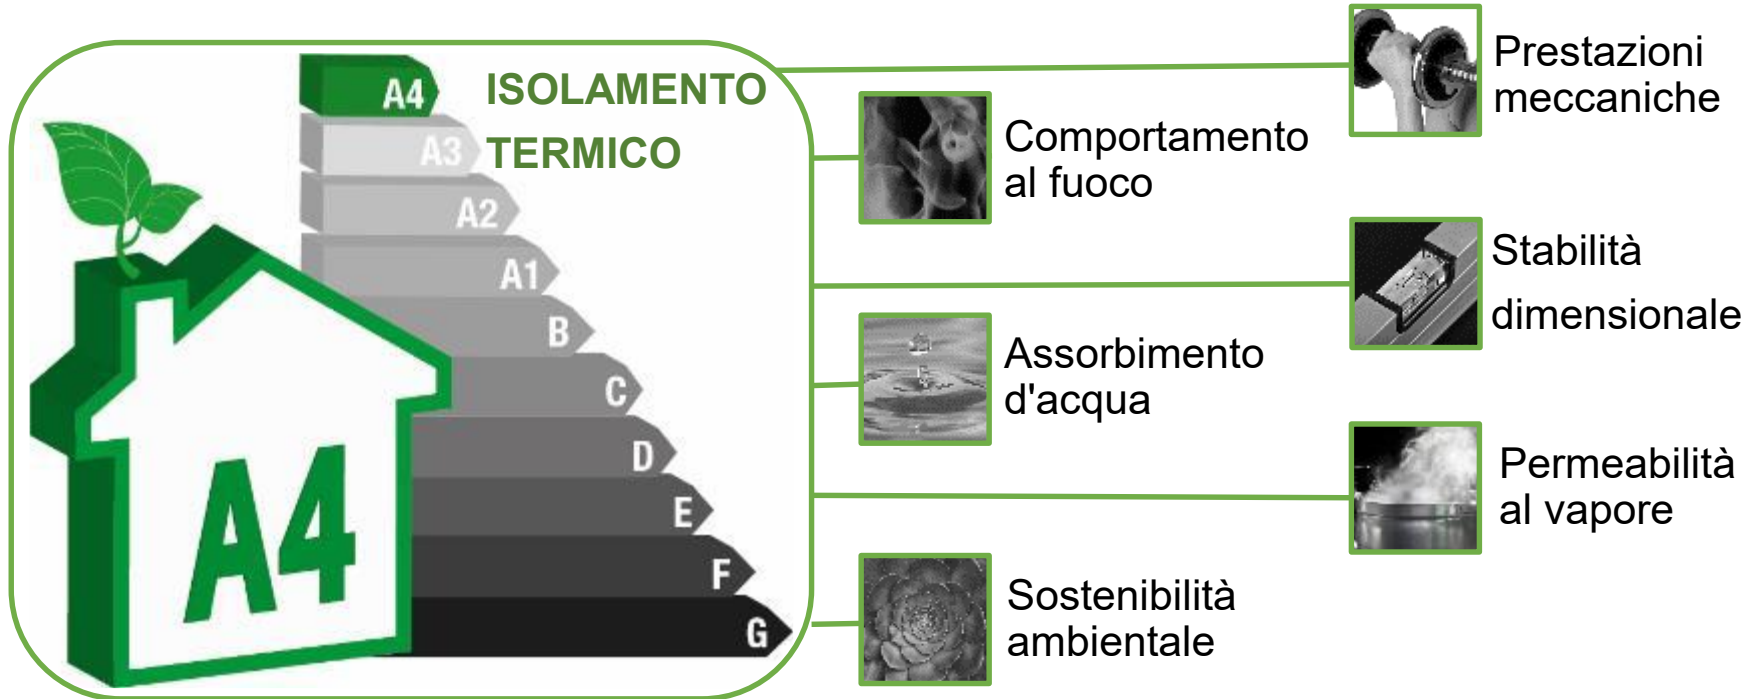 ISOLAMENTO
TERMICO
A4
A3
A2
A1
B
C
D
E
F
G
A4
Prestazioni
meccaniche
Comportamento
al fuoco
Stabilità
dimensionale
Assorbimento
d'acqua
Permeabilità
al vapore
Sostenibilità
ambientale